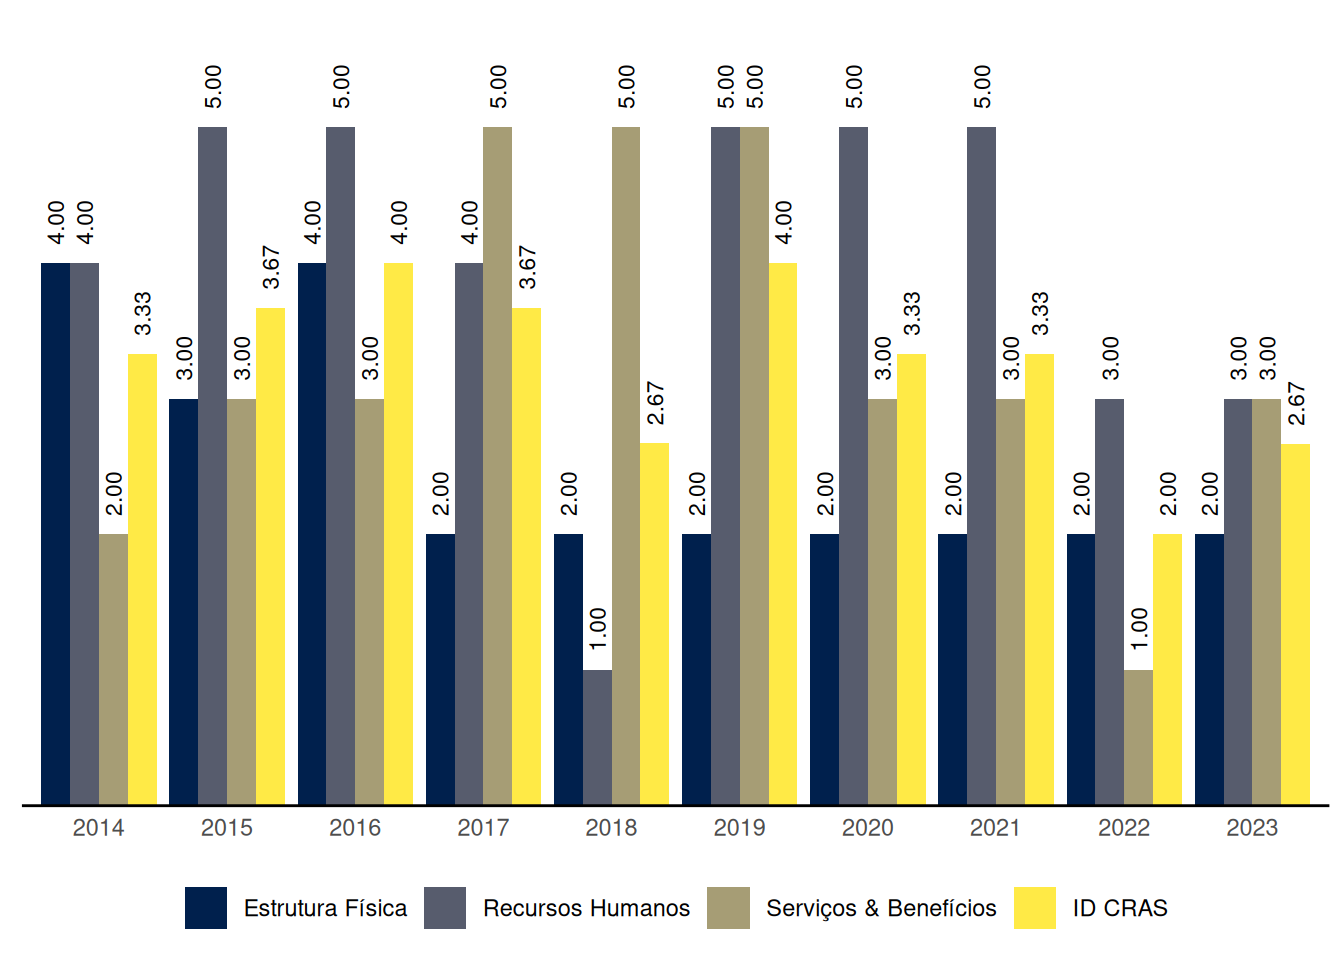 4.00 4.00 2.00 3.33
3.00 5.00 3.00 3.67
4.00 5.00 3.00 4.00
2.00 4.00 5.00 3.67
2.00 1.00 5.00 2.67
2.00 5.00 5.00 4.00
2.00 5.00 3.00 3.33
2.00 5.00 3.00 3.33
2.00 3.00 1.00 2.00
2.00 3.00 3.00 2.67
2014 2015 2016 2017 2018 2019 2020 2021 2022 2023
Estrutura Física Recursos Humanos Serviços & Benefícios ID CRAS